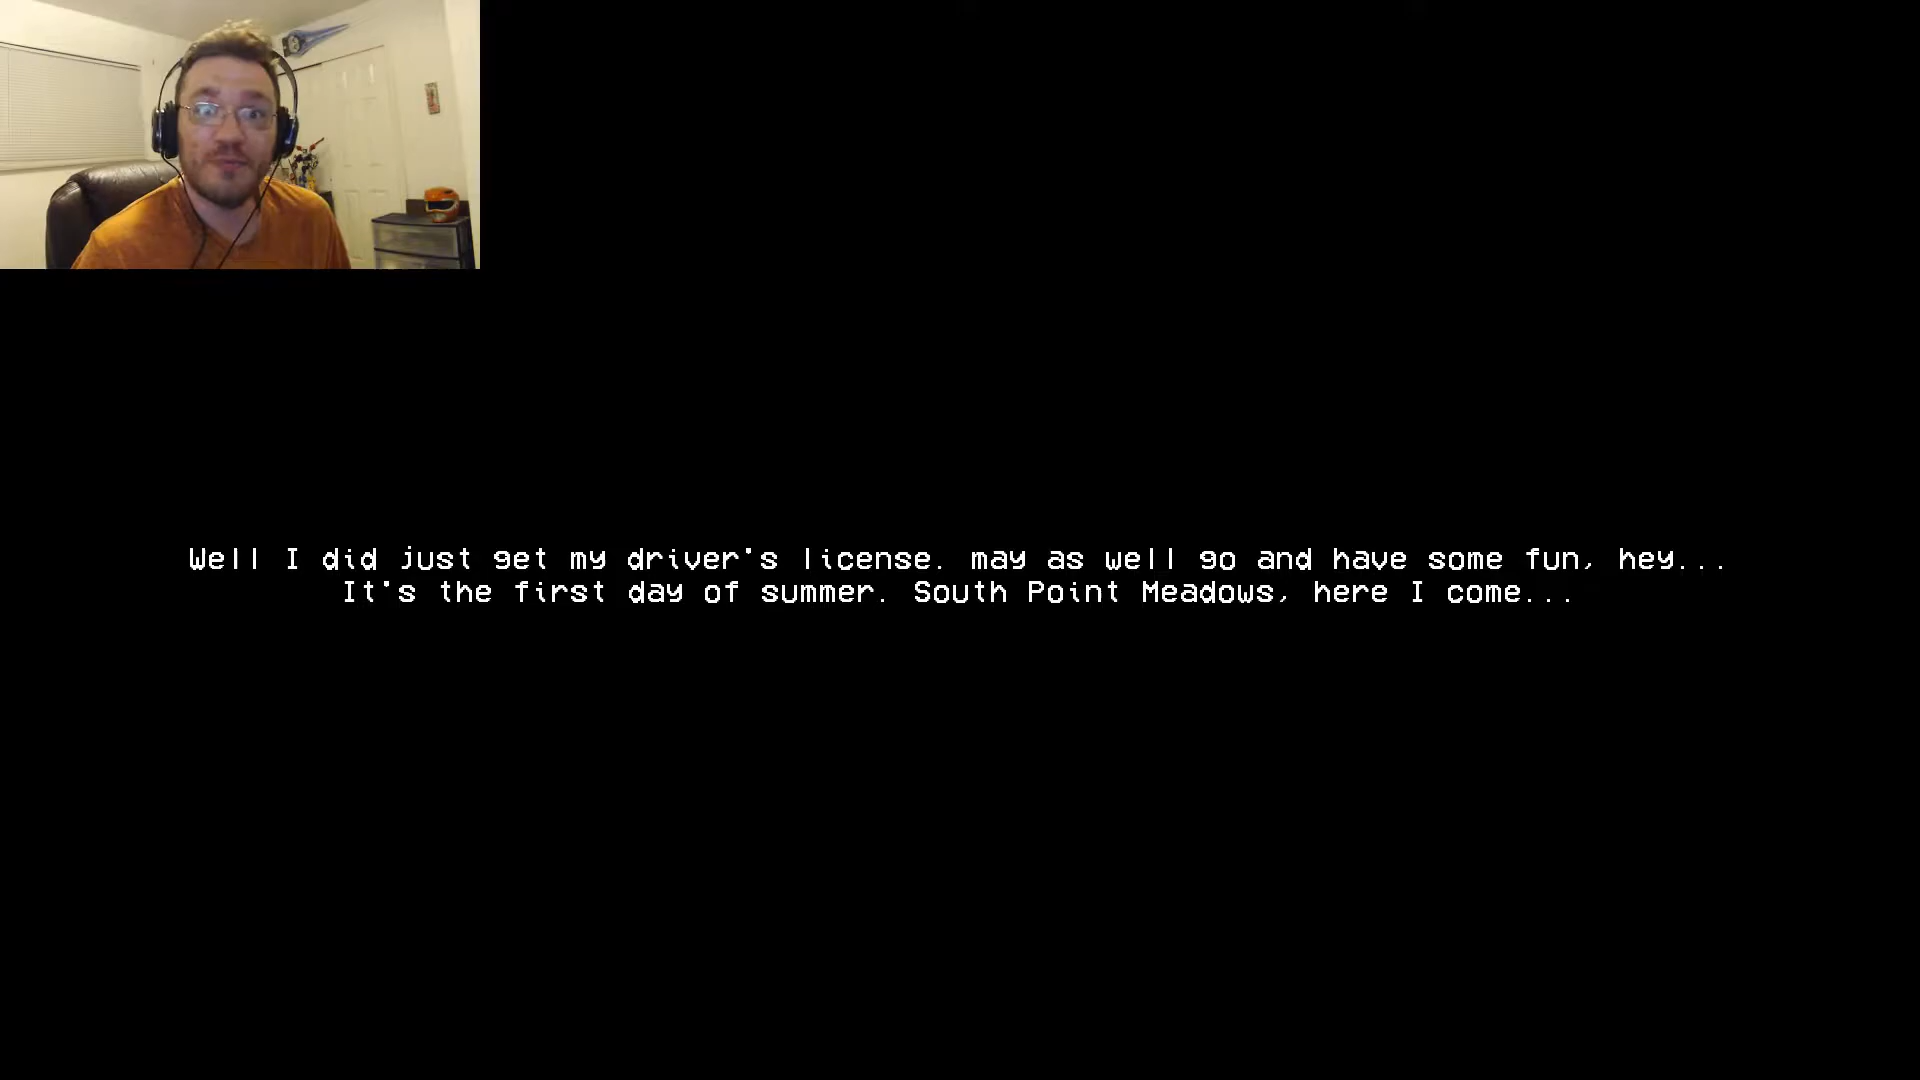 Well I did just get my driver's license. may as well go and have some fun, hey...
It's the first day of summer. South Point Meadows, here I come...